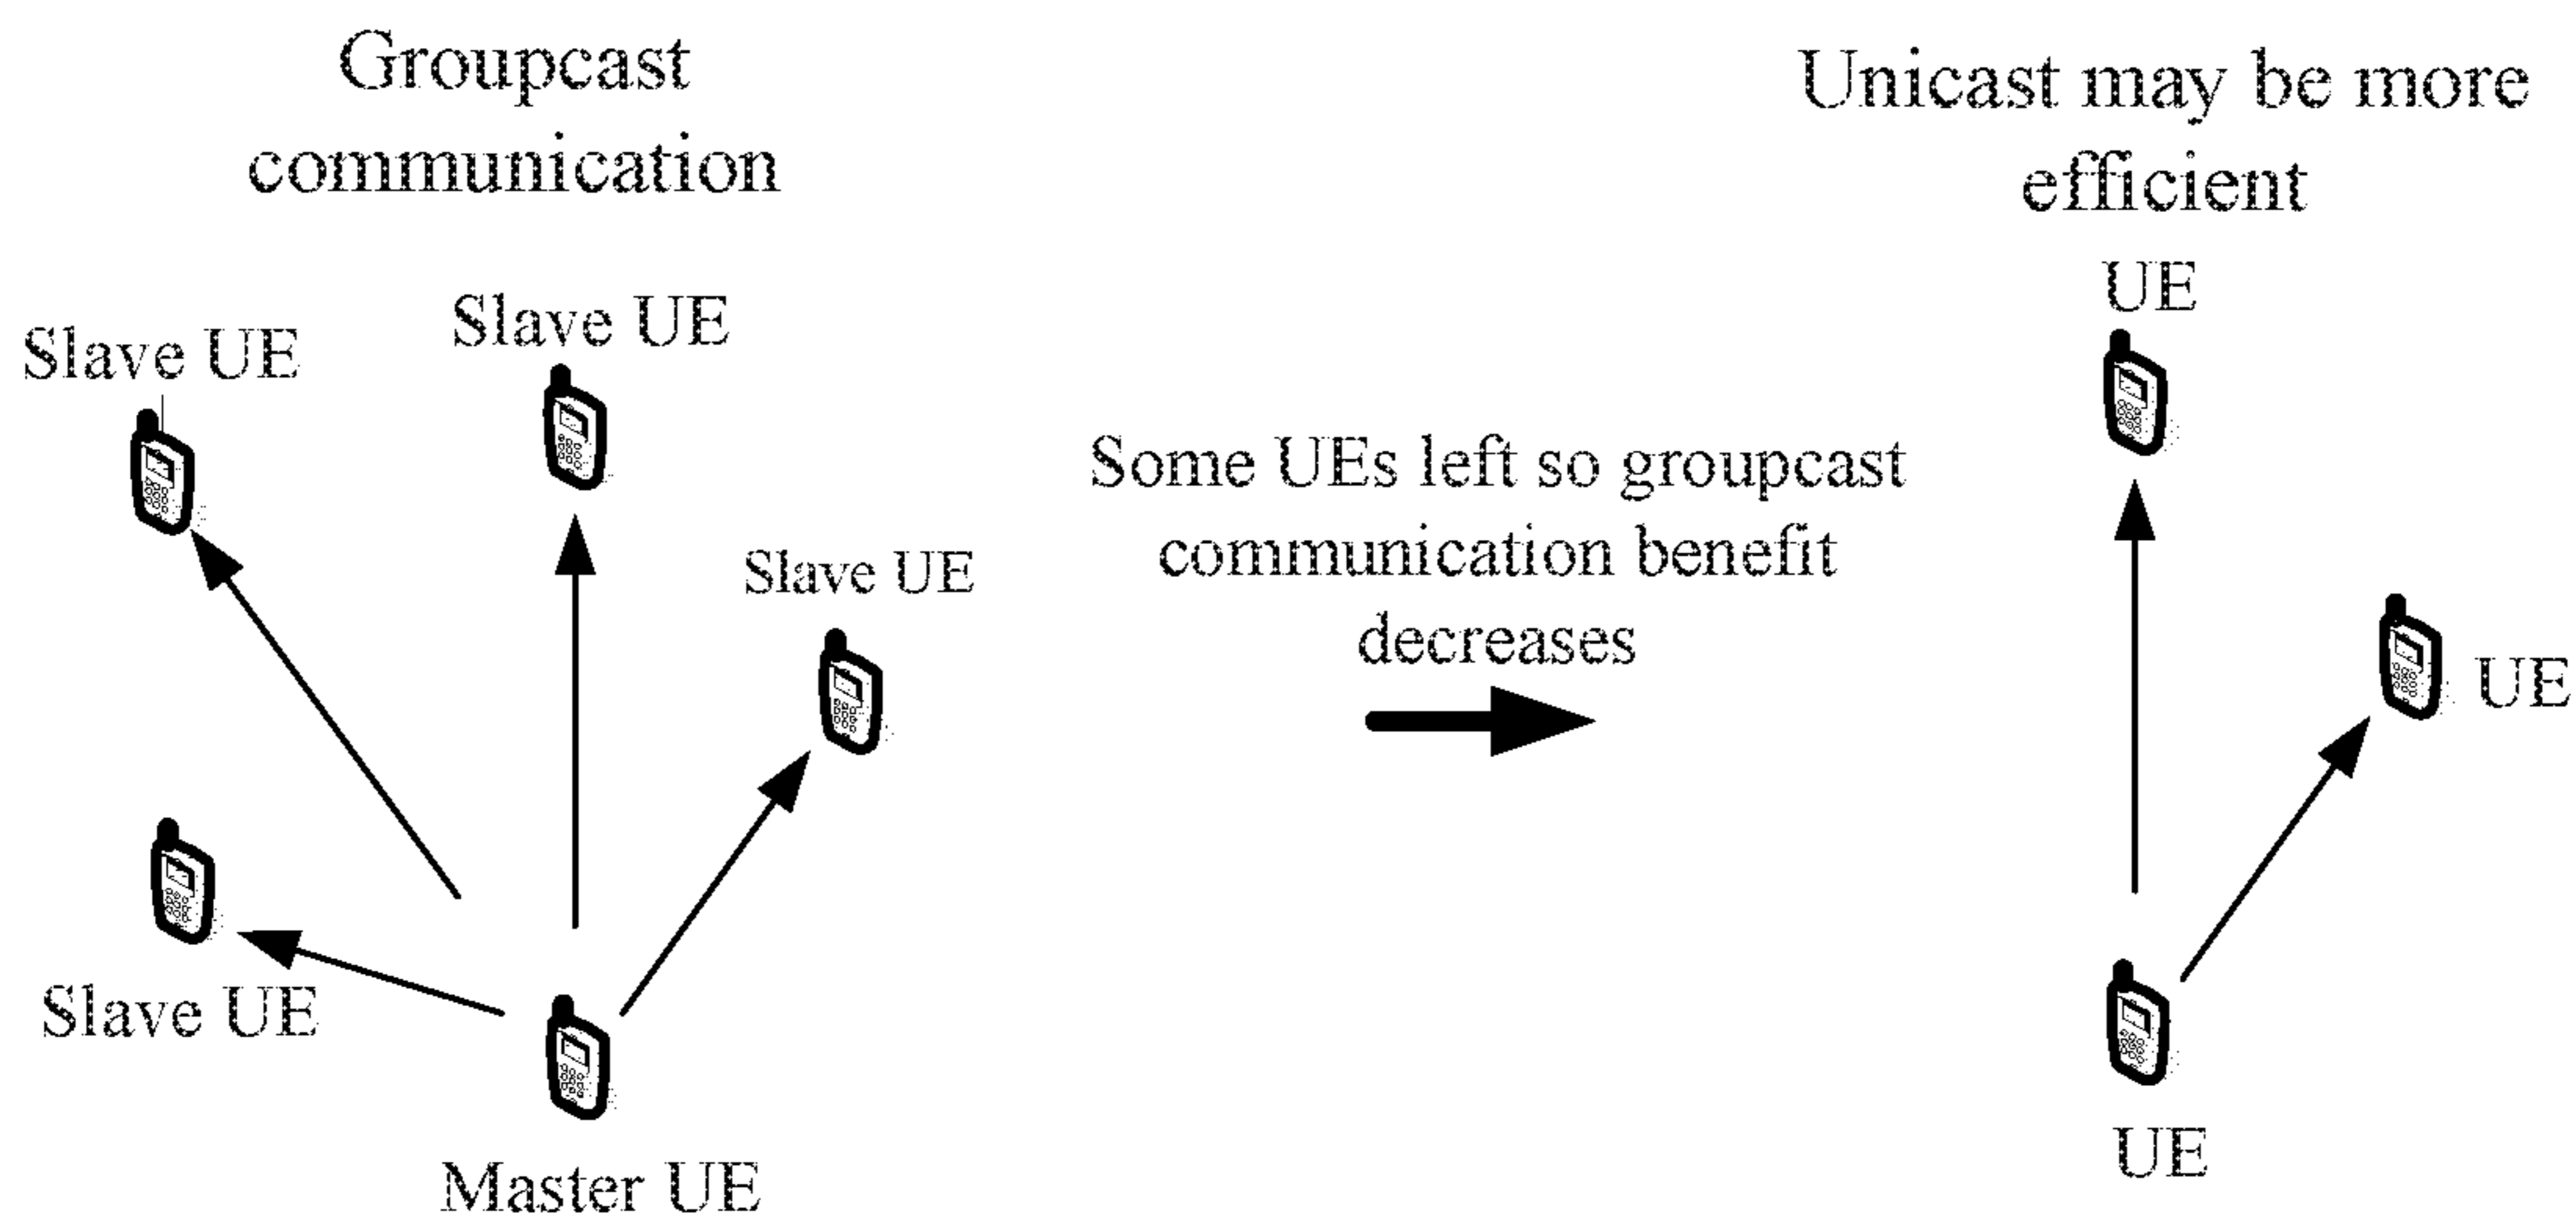 Groupcast
communication
Slave UE
Slave UE
Slave UE
Slave UE
Master UE
Some UEs left so groupcast
communication benefit
decreases
Unicast may be more
efficient
UE
UE
UE